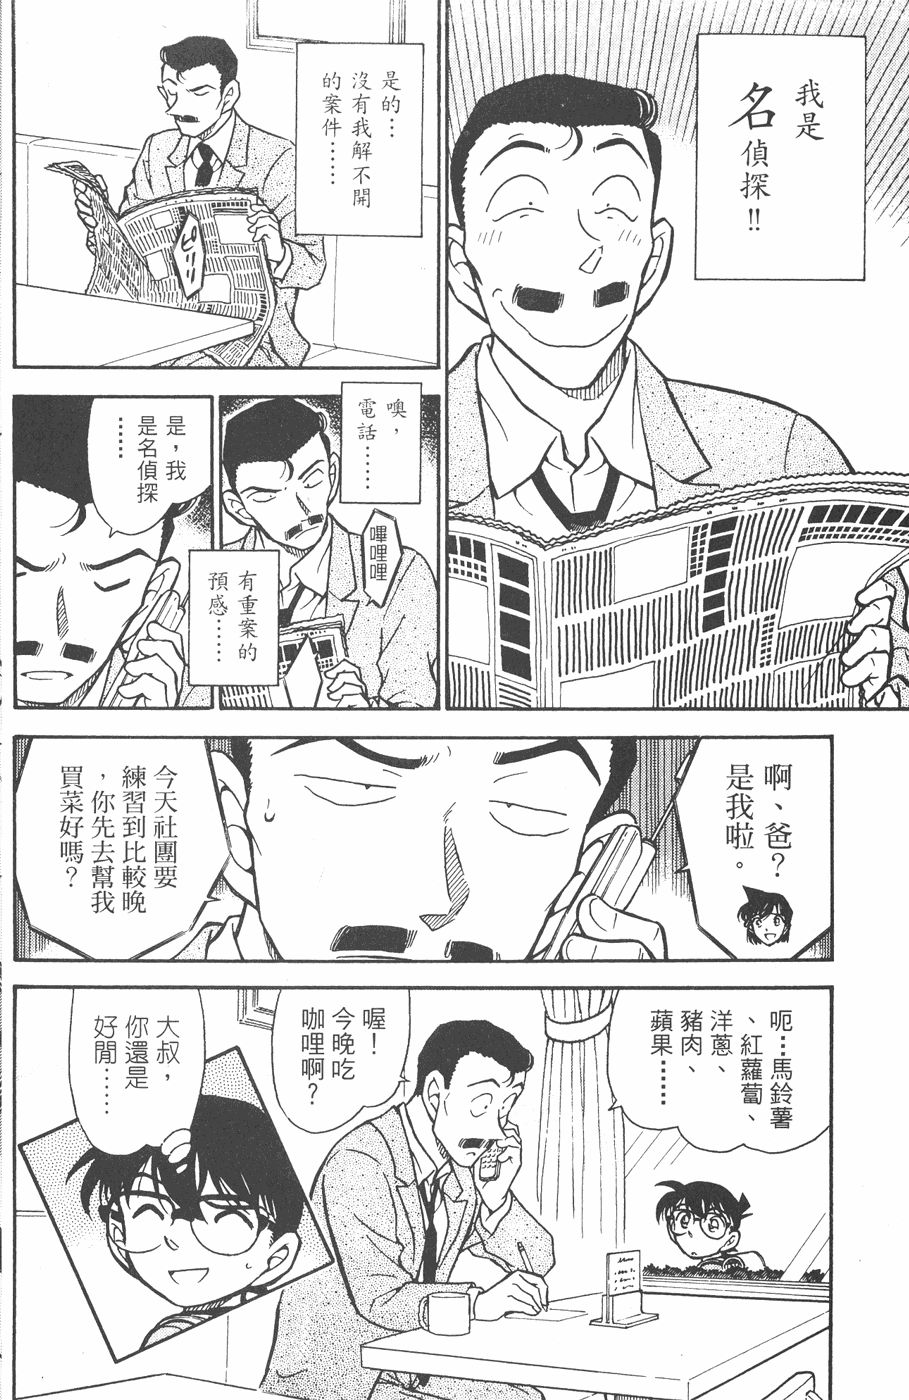 我是
名偵探!!
是的…
沒有我解不開
的案件……
ピリリ
噢，
電話……
嗶哩哩
有重案的
預感……
是，我
是名偵探
……
啊、爸？
是我啦。
今天社團要
練習到比較晚
，你先去幫我
買菜好嗎？
呃…馬鈴薯
、紅蘿蔔、
洋蔥、
豬肉、
蘋果……
喔！
今晚吃
咖哩啊？
大叔，
你還是
好閒…